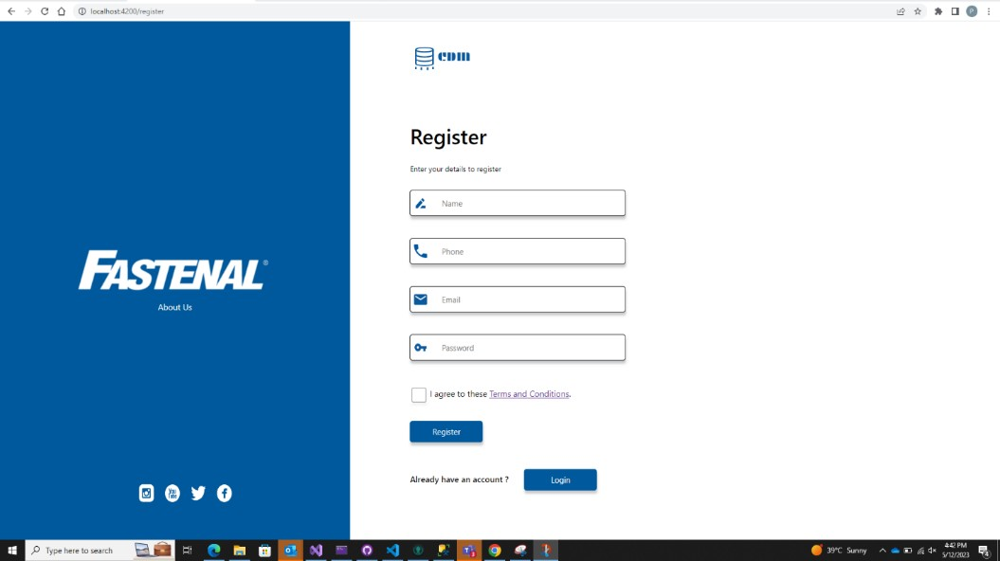 localhost:4200/register
P
cdm
Register
Enter your details to register
Name
Phone
Email
Password
I agree to these Terms and Conditions.
Register
Already have an account ?
Login
FASTENAL®
About Us
Type here to search
39°C Sunny
4:42 PM
5/12/2023